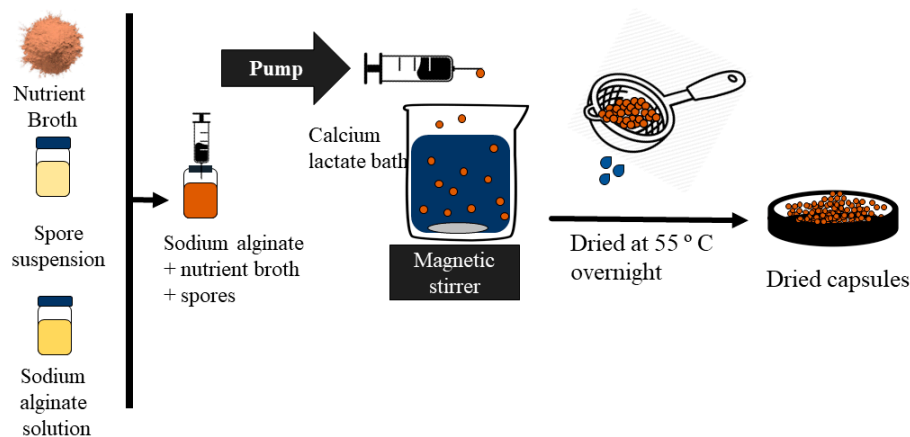 Nutrient
Broth
Spore
suspension
Sodium
alginate
solution
Sodium alginate
+ nutrient broth
+ spores
Pump
Calcium
lactate bath
Magnetic
stirrer
Dried at 55 º C
overnight
Dried capsules